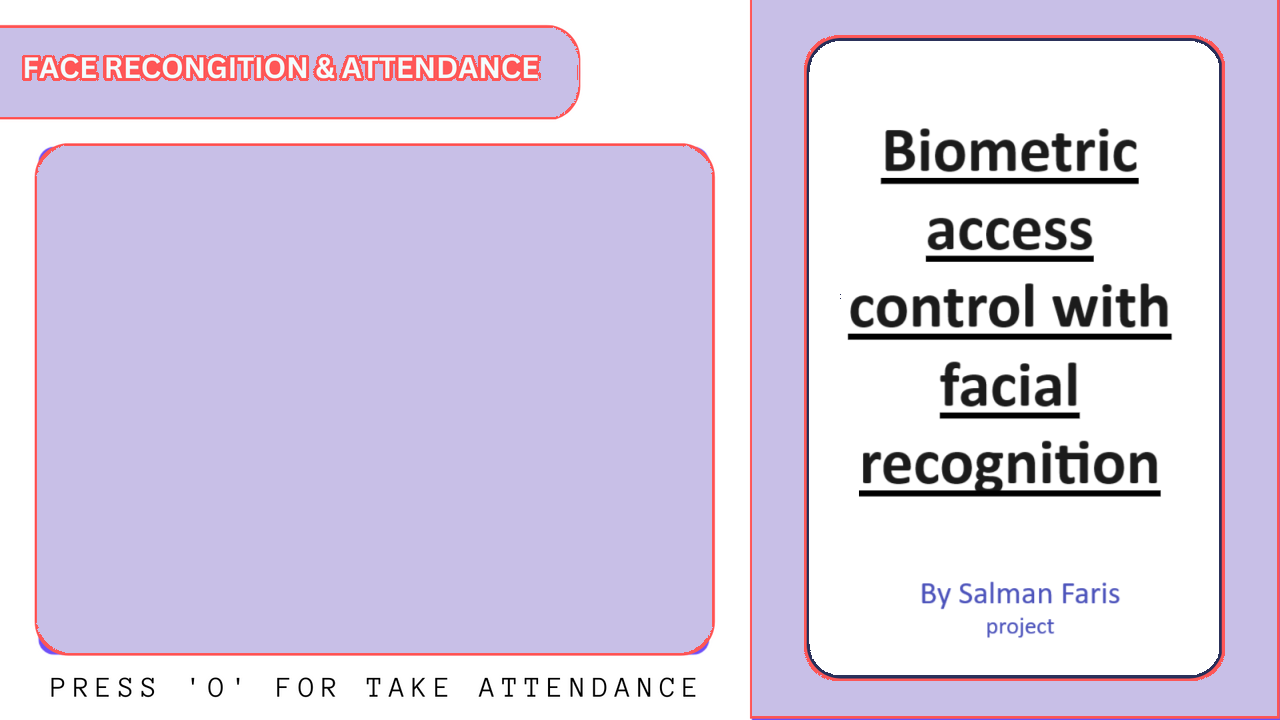 FACE RECONGITION & ATTENDANCE
PRESS 'O' FOR TAKE ATTENDANCE
Biometric
access
control with
facial
recognition
By Salman Faris
project